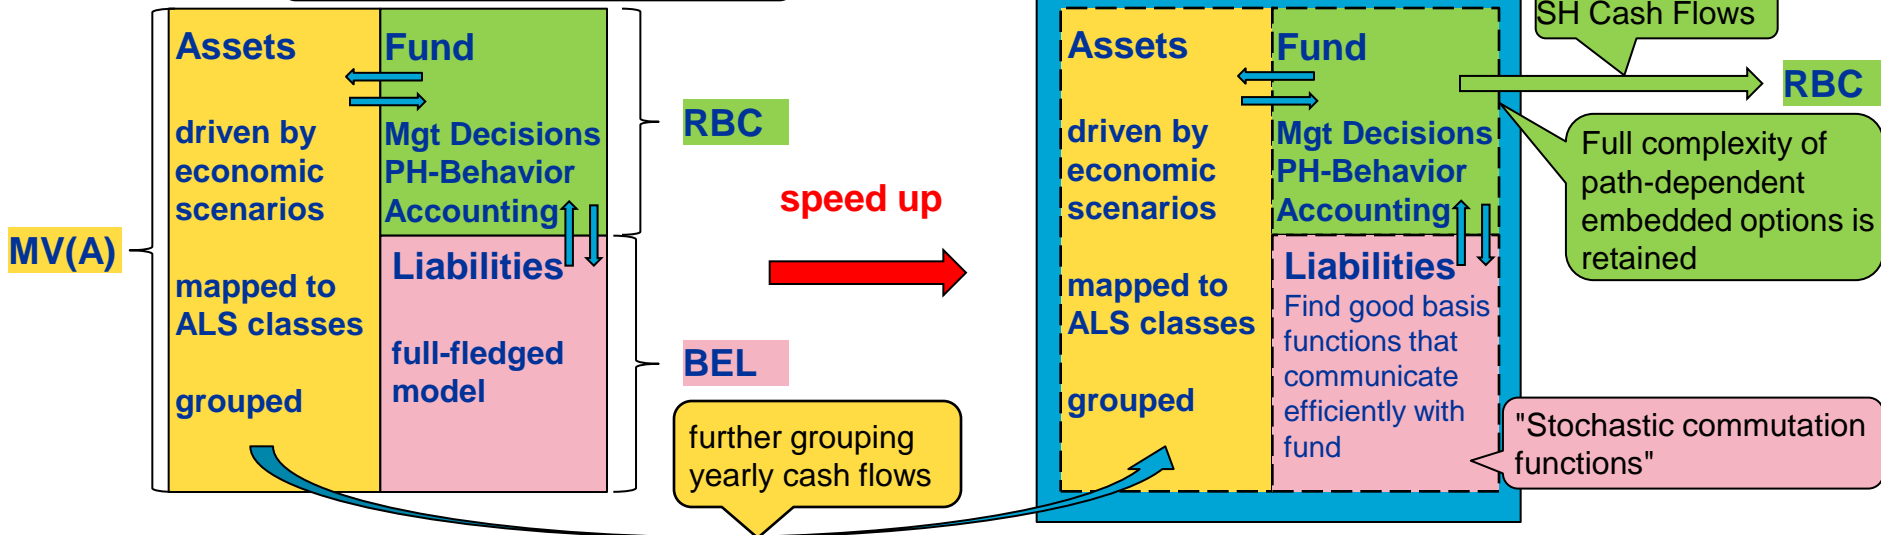 Assets
driven by
economic
scenarios
mapped to
ALS classes
grouped
Fund
Mgt Decisions
PH-Behavior
Accounting
Liabilities
full-fledged
model
MV(A)
RBC
BEL
speed up
further grouping
yearly cash flows
Assets
driven by
economic
scenarios
mapped to
ALS classes
grouped
Fund
Mgt Decisions
PH-Behavior
Accounting
Liabilities
Find good basis
functions that
communicate
efficiently with
fund
SH Cash Flows
RBC
Full complexity of
path-dependent
embedded options is
retained
"Stochastic commutation
functions"